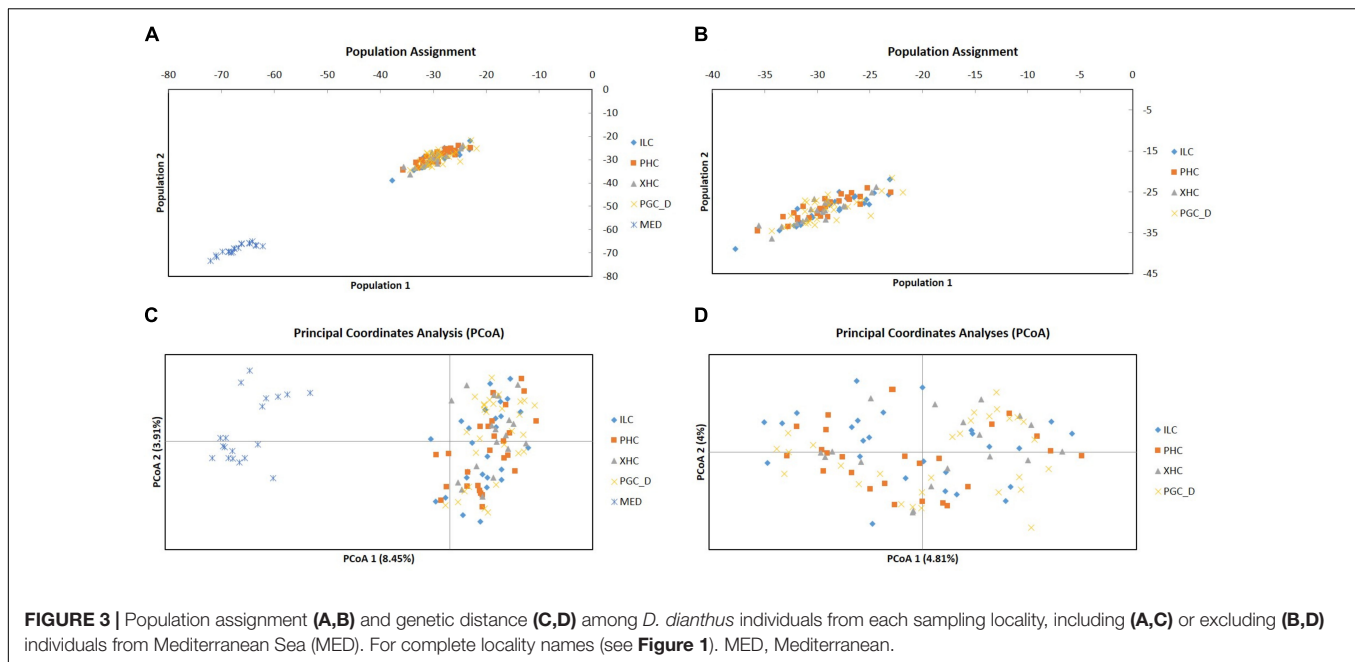 A
Population Assignment
-80 -70 -60 -50 -40 -30 -20 -10 0
0
-10
-20
-30
-40
-50
-60
-70
-80
Population 2
Population 1
ILC
PHC
XHC
PGC_D
MED
B
Population Assignment
-40 -35 -30 -25 -20 -15 -10 -5 0
-5
-15
-25
-35
-45
Population 2
Population 1
ILC
PHC
XHC
PGC_D
C
Principal Coordinates Analysis (PCoA)
PCoA 2 (3.91%)
PCoA 1 (8.45%)
ILC
PHC
XHC
PGC_D
MED
D
Principal Coordinates Analyses (PCoA)
PCoA 2 (4%)
PCoA 1 (4.81%)
ILC
PHC
XHC
PGC_D
FIGURE 3 | Population assignment (A,B) and genetic distance (C,D) among D. dianthus individuals from each sampling locality, including (A,C) or excluding (B,D)
individuals from Mediterranean Sea (MED). For complete locality names (see Figure 1). MED, Mediterranean.